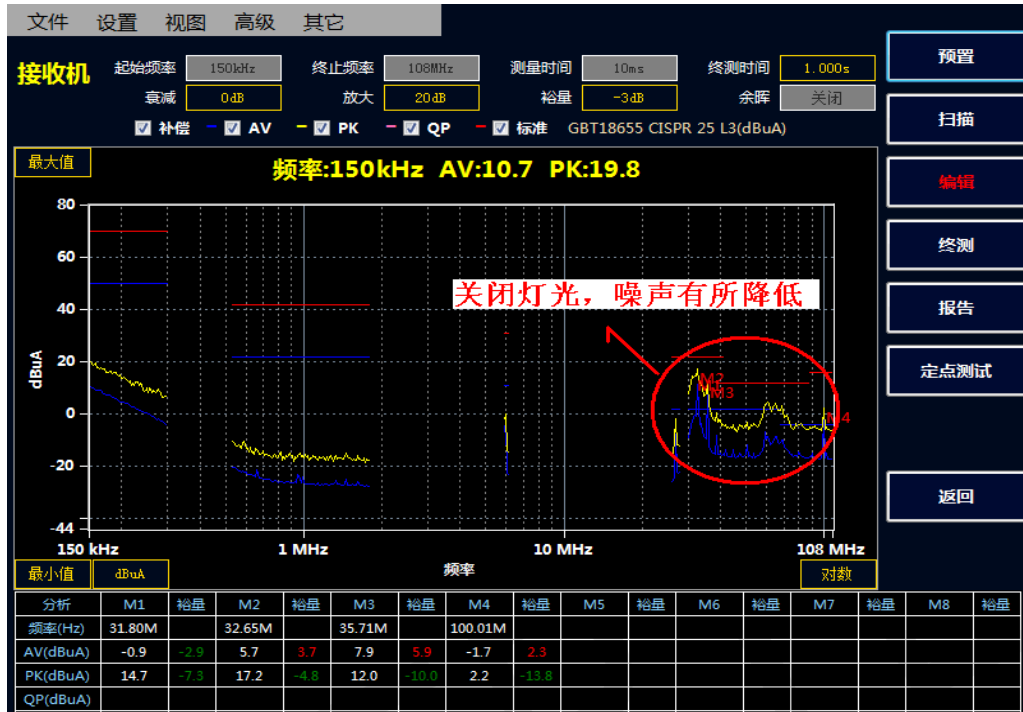 文件 设置 视图 高级 其它
接收机 起始频率 150kHz 终止频率 108MHz 测量时间 10ms 终测时间 1.000s
衰减 0dB 放大 20dB 裕量 -3dB 余晖 关闭
补偿 AV PK QP 标准 GBT18655 CISPR 25 L3(dBuA)
预置
扫描
编辑
终测
报告
定点测试
返回
最大值
频率:150kHz AV:10.7 PK:19.8
80
60
40
20
0
-20
-44
dBuA
关闭灯光，噪声有所降低
M2
M3
M4
150 kHz 1 MHz 10 MHz 108 MHz
最小值 dBuA 频率 对数
分析 M1 裕量 M2 裕量 M3 裕量 M4 裕量 M5 裕量 M6 裕量 M7 裕量 M8 裕量
频率(Hz) 31.80M 32.65M 35.71M 100.01M
AV(dBuA) -0.9 -2.9 5.7 3.7 7.9 5.9 -1.7 2.3
PK(dBuA) 14.7 -7.3 17.2 -4.8 12.0 -10.0 2.2 -13.8
QP(dBuA)